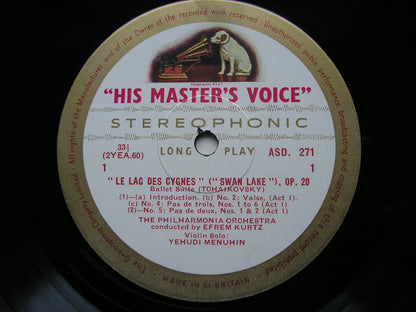 All rights of the Manufacturer and of the Owner of the recorded work reserved. Unauthorised public performance, broadcasting and copying of this record prohibited
"HIS MASTER'S VOICE"
STEREOPHONIC
33⅓
(2YEA.60)
LONG PLAY
ASD. 271
1
1
"LE LAC DES CYGNES" ("SWAN LAKE"), OP. 20
Ballet Suite (TCHAIKOVSKY)
(1)—(a) Introduction. (b) No. 2: Valse. (Act 1).
(c) No. 4: Pas de trois, Nos. 1 to 6 (Act 1)
(2)—No. 5: Pas de deux, Nos. 1 & 2 (Act 1)
THE PHILHARMONIA ORCHESTRA
conducted by EFREM KURTZ
Violin Solo:
YEHUDI MENUHIN
The Gramophone Company Limited.
MADE IN GT BRITAIN